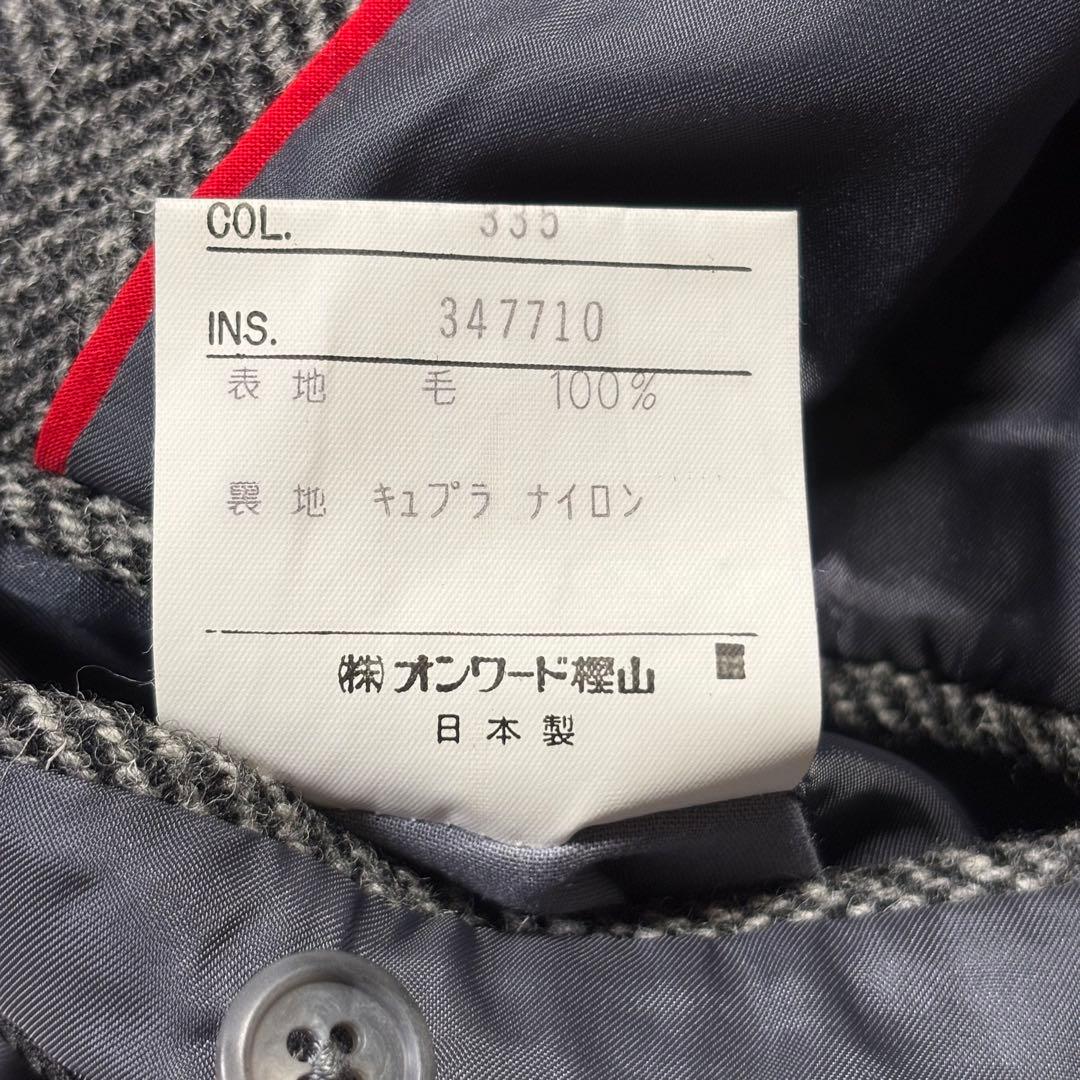 COL. 335
INS. 347710
表地 毛 100%
裏地 キュプラ ナイロン
(株)オンワード樫山
日本製